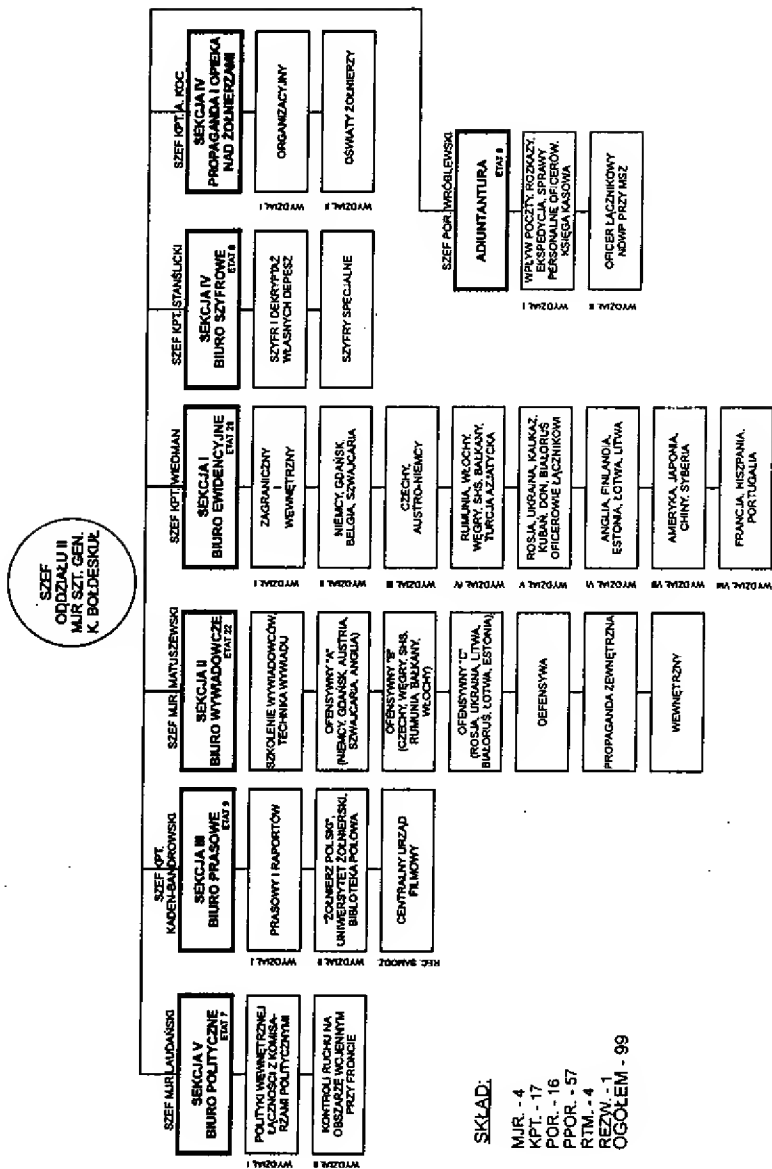 SZEF
ODDZIAŁU II
MJR SZT. GEN.
K. BOŁDESKUŁ
SZEF MJR LAUDAŃSKI
SEKCJA V
BIURO POLITYCZNE
ETAT 7
WYDZIAŁ I
POLITYKI WEWNĘTRZNEJ
ŁĄCZNOŚCI Z KOMISA-
RZAMI POLITYCZNYMI
WYDZIAŁ II
KONTROLI RUCHU NA
OBSZARZE WOJENNYM
PRZY FRONCIE
SZEF KPT.
KADEN-BANDROWSKI
SEKCJA III
BIURO PRASOWE
ETAT 9
WYDZIAŁ I
PRASOWY I RAPORTÓW
WYDZIAŁ II
"ŻOŁNIERZ POLSKI",
UNIWERSYTET ŻOŁNIERSKI,
BIBLOTEKA POLOWA
REF. SAMODZ.
CENTRALNY URZĄD
FILMOWY
SZEF MJR MATUSZEWSKI
SEKCJA II
BIURO WYWIADOWCZE
ETAT 22
SZKOLENIE WYWIADOWCÓW,
TECHNIKA WYWIADU
OFENSYWNY "A"
(NIEMCY, GDAŃSK, AUSTRIA,
SZWAJCARIA, ANGLIA)
OFENSYWNY "B"
(CZECHY, WĘGRY, SHS,
RUMUNIA, BAŁKANY,
WŁOCHY)
OFENSYWNY "C"
(ROSJA, UKRAINA, LITWA,
BIAŁORUŚ, ŁOTWA, ESTONIA)
DEFENSYWA
PROPAGANDA ZEWNĘTRZNA
WEWNĘTRZNY
SZEF KPT. WIEDMAN
SEKCJA I
BIURO EWIDENCYJNE
ETAT 28
WYDZIAŁ I
ZAGRANICZNY
I
WEWNĘTRZNY
WYDZIAŁ II
NIEMCY, GDAŃSK,
BELGIA, SZWAJCARIA
WYDZIAŁ III
CZECHY,
AUSTRO-NIEMCY
WYDZIAŁ IV
RUMUNIA, WŁOCHY,
WĘGRY, SHS, BAŁKANY,
TURCJA AZJATYCKA
WYDZIAŁ V
ROSJA, UKRAINA, KAUKAZ,
KUBAŃ, DON, BIAŁORUŚ
OFICEROWIE ŁĄCZNIKOWI
WYDZIAŁ VI
ANGLIA, FINLANDIA,
ESTONIA, ŁOTWA, LITWA
WYDZIAŁ VII
AMERYKA, JAPONIA,
CHINY, SYBERIA
WYDZIAŁ VIII
FRANCJA, HISZPANIA,
PORTUGALIA
SZEF KPT. STANŚLICKI
SEKCJA IV
BIURO SZYFROWE
ETAT 8
SZYFR I DEKRYPTAŻ
WŁASNYCH DEPESZ
SZYFRY SPECJALNE
SZEF KPT. A. KOC
SEKCJA IV
PROPAGANDA I OPIEKA
NAD ŻOŁNIERZAMI
WYDZIAŁ I
ORGANIZACYJNY
WYDZIAŁ II
OŚWIATY ŻOŁNIERZY
SZEF POR. WRÓBLEWSKI
ADIUNTANTURA
ETAT 8
WYDZIAŁ I
WPŁYW POCZTY, ROZKAZY,
EKSPEDYCJA, SPRAWY
PERSONALNE OFICERÓW,
KSIĘGA KASOWA
WYDZIAŁ II
OFICER ŁĄCZNIKOWY
NDWP PRZY MSZ
SKŁAD:
MJR. - 4
KPT. - 17
POR. - 16
PPOR. - 57
RTM. - 4
REZW. - 1
OGÓŁEM - 99